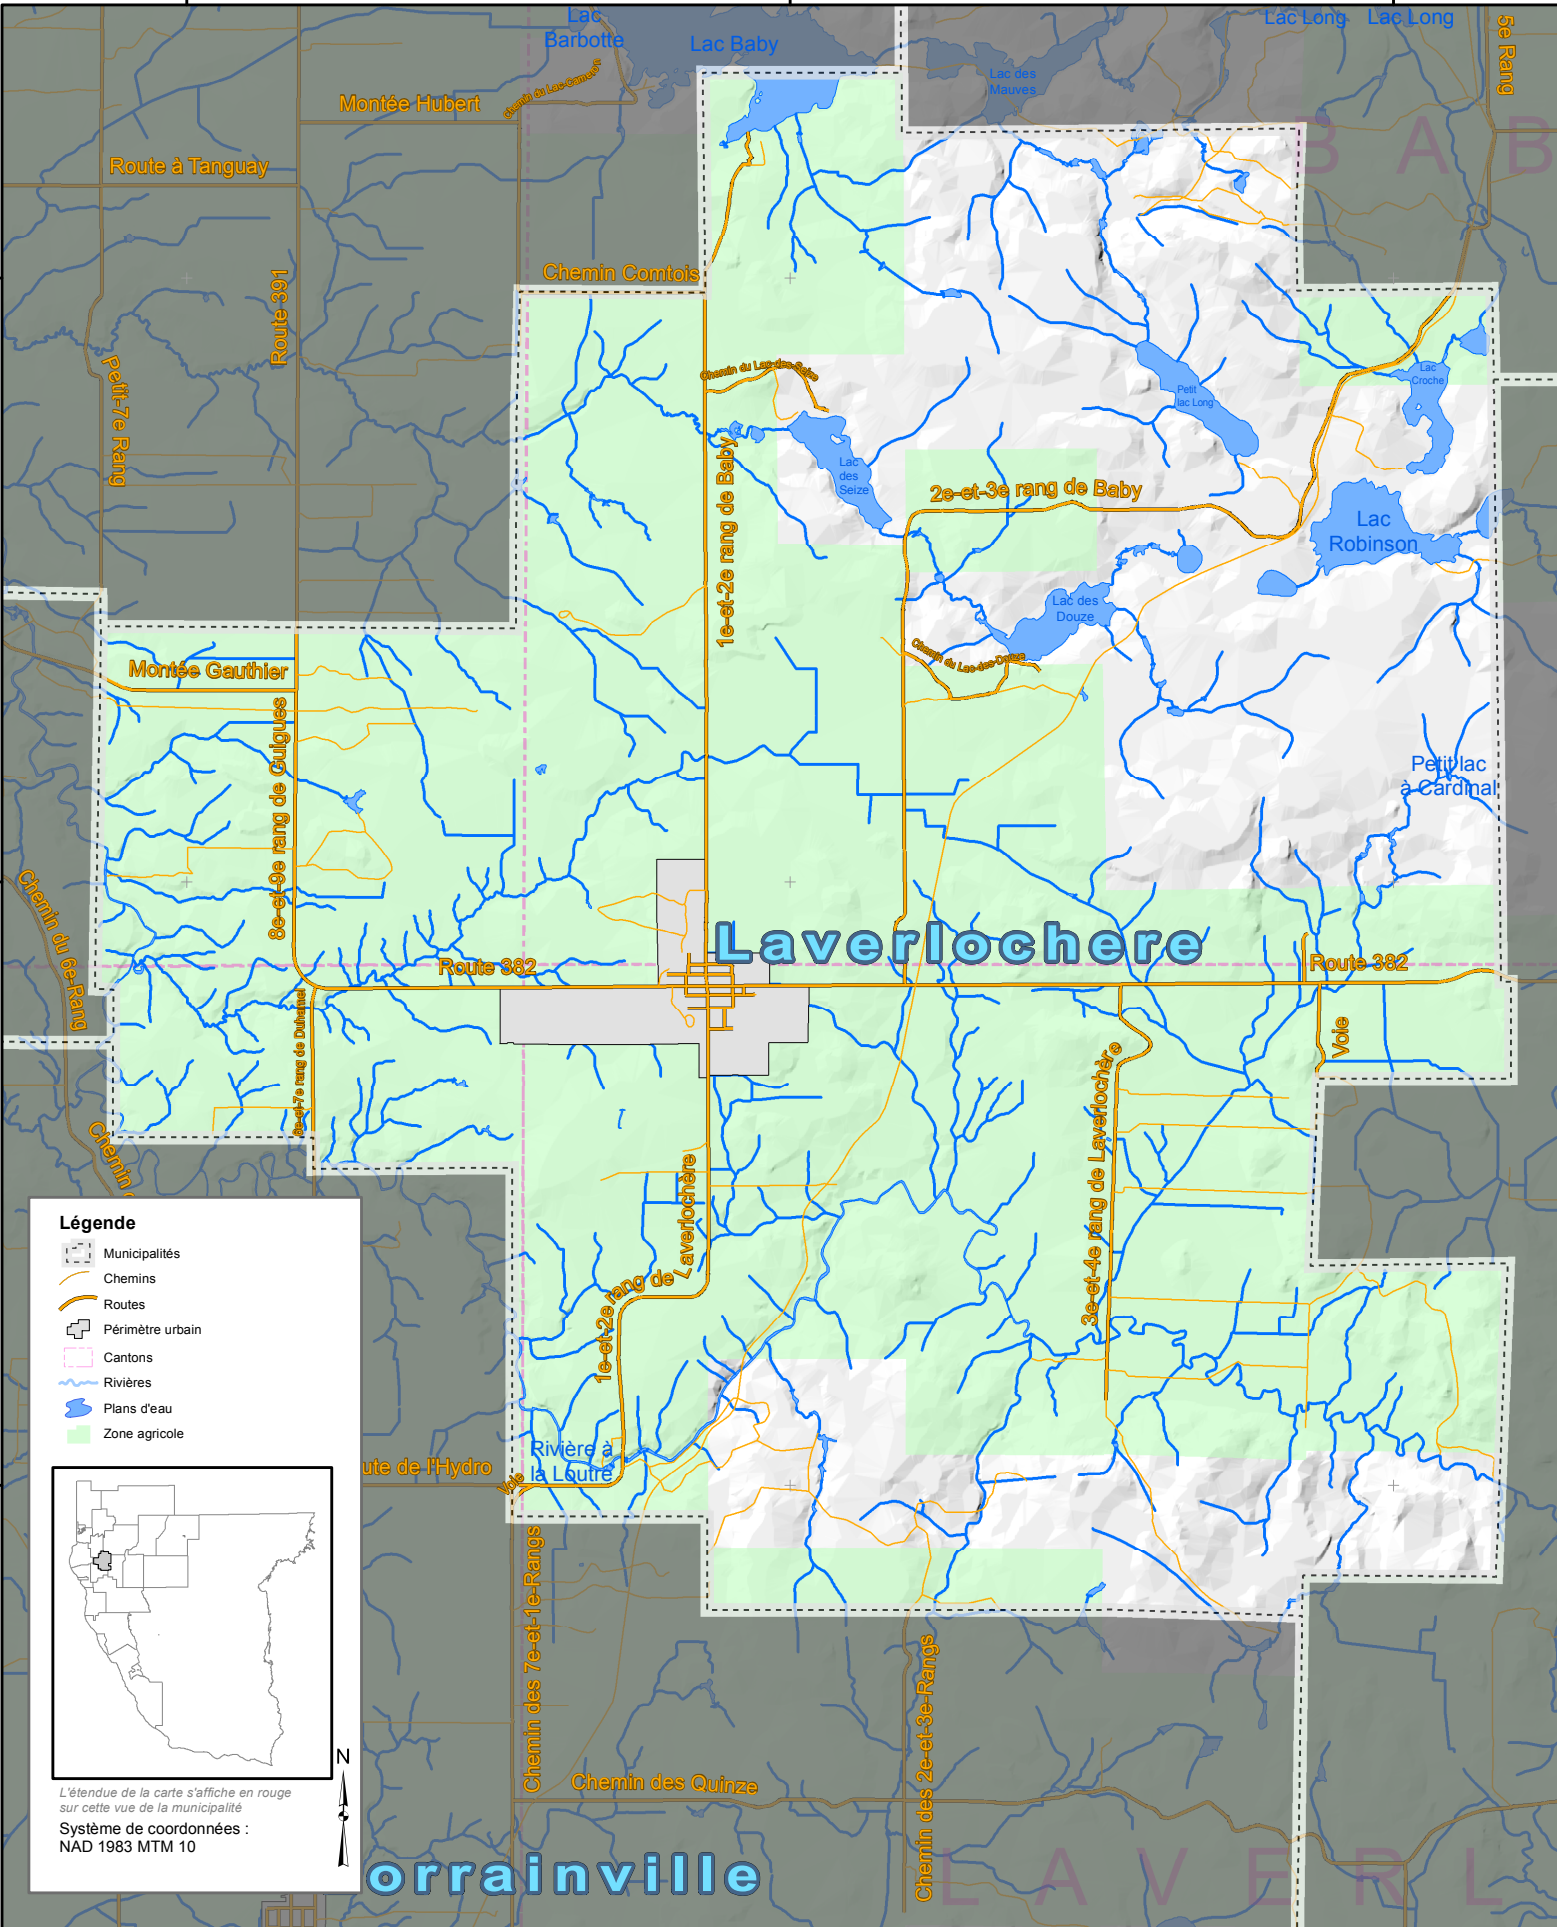 Lac
Barbotte
Lac Baby
Lac Long
Lac Long
5e Rang
Lac des
Mauves
Chemin du Lac-Cameron
Montée Hubert
B A B
Route à Tanguay
Chemin Comtois
Route 391
Petit-7e Rang
Chemin du Lac-des-Seize
Petit
lac Long
Lac
Croche
1e-et-2e rang de Baby
Lac
des
Seize
2e-et-3e rang de Baby
Lac
Robinson
Lac des
Douze
Chemin du Lac-des-Douze
Montée Gauthier
8e-et-9e rang de Guigues
Petit lac
à Cardinal
Chemin du 6e-Rang
Laverlochere
Route 382
Route 382
6e-et-7e rang de Duhamel
Voie
3e-et-4e rang de Laverlochère
Chemin
1e-et-2e rang de
Laverlochère
Rivière à
la Loutre
ute de l'Hydro
Voie
Légende
Municipalités
Chemins
Routes
Périmètre urbain
Cantons
Rivières
Plans d'eau
Zone agricole
N
L'étendue de la carte s'affiche en rouge
sur cette vue de la municipalité
Système de coordonnées :
NAD 1983 MTM 10
Chemin des 7e-et-1e-Rangs
Chemin des 2e-et-3e-Rangs
Chemin des Quinze
orrainville
L A V E R L